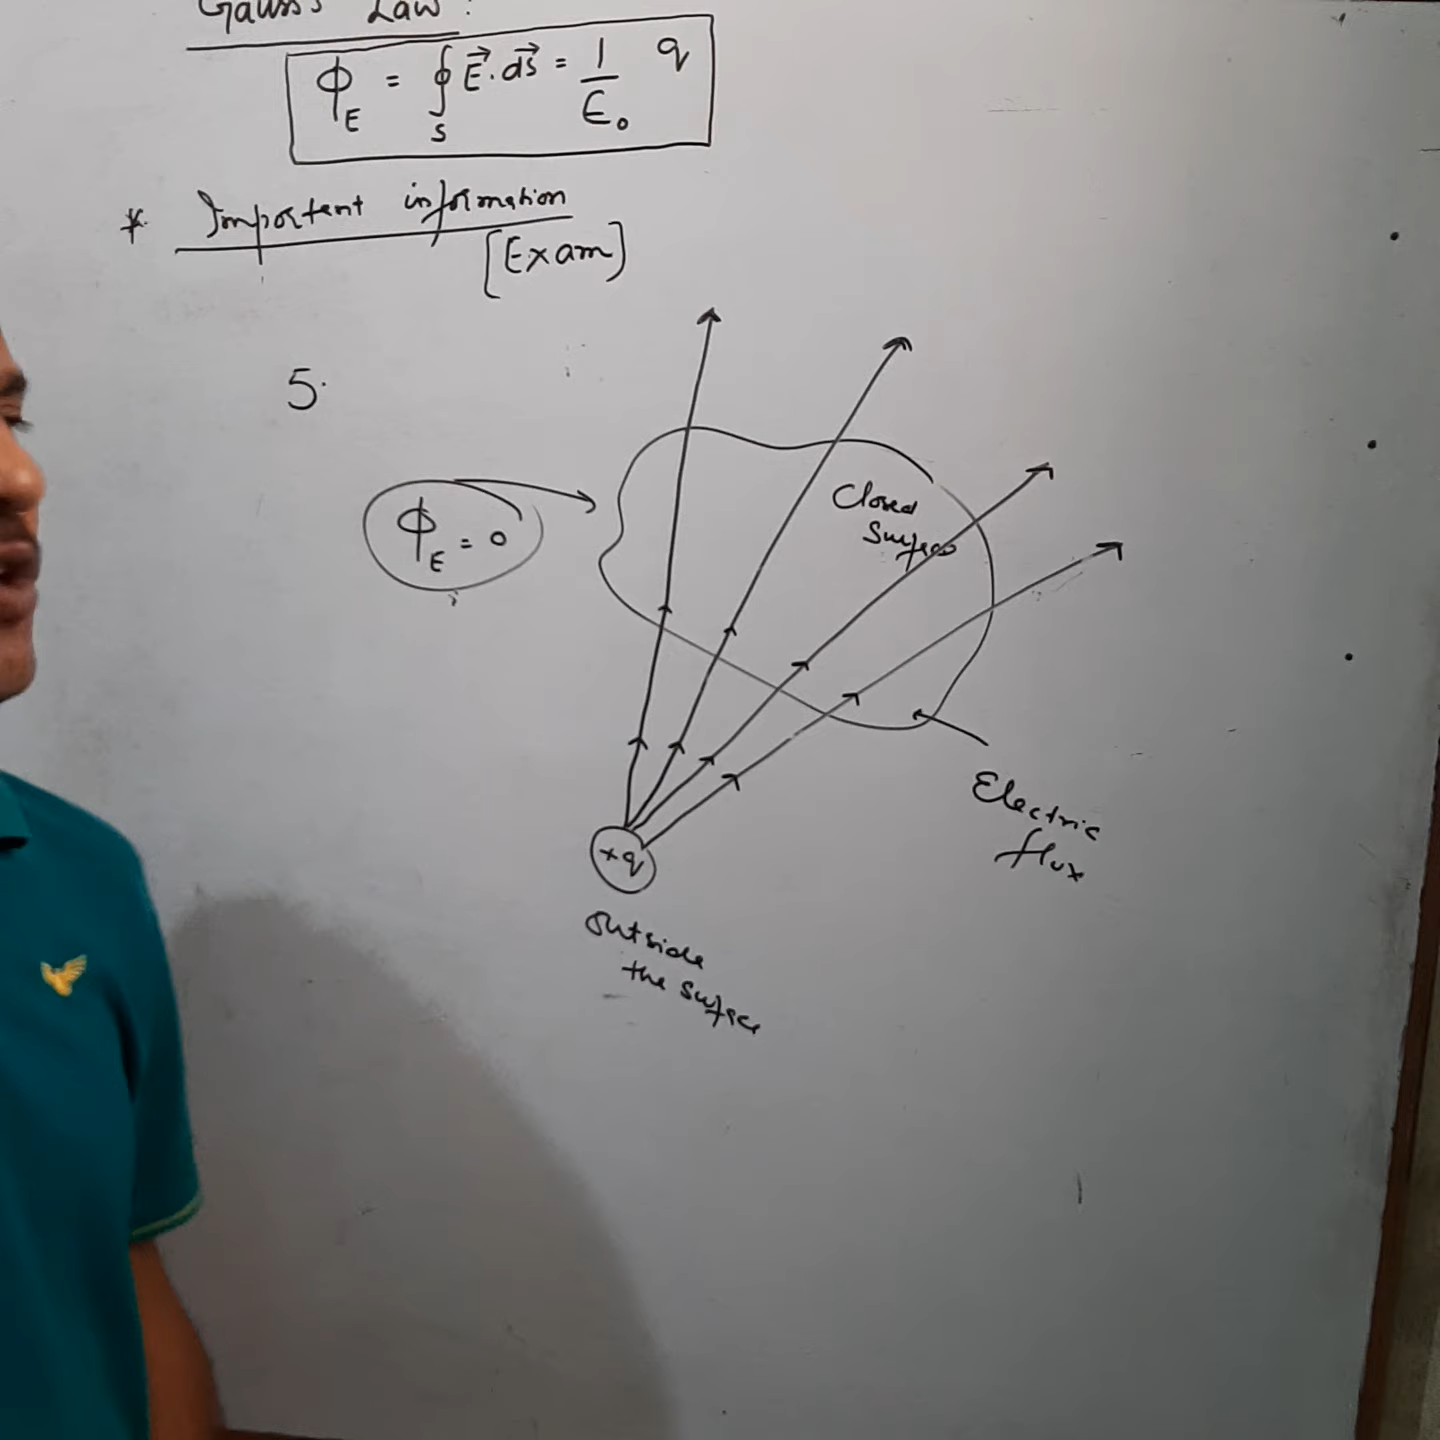 Gauss's Law:
ϕ_E = ∮_S E⃗.ds⃗ = 1/ϵ₀ q
* Important information
[Exam]
5.
ϕ_E = 0
Closed
Surface
Electric
flux
+q
Outside
the surface